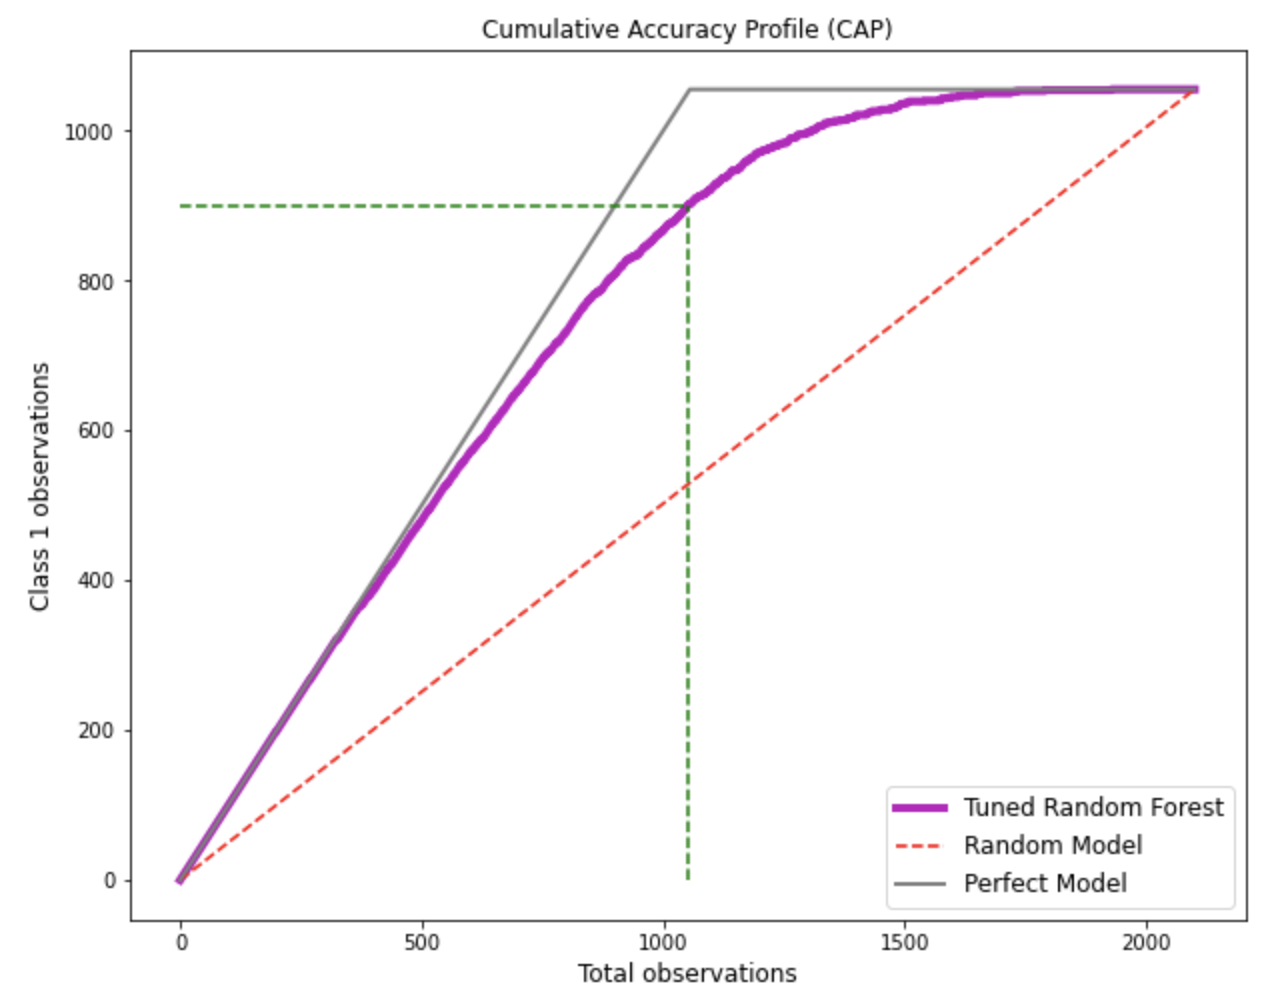 Cumulative Accuracy Profile (CAP)
1000
800
600
400
200
0
Class 1 observations
0 500 1000 1500 2000
Total observations
Tuned Random Forest
Random Model
Perfect Model